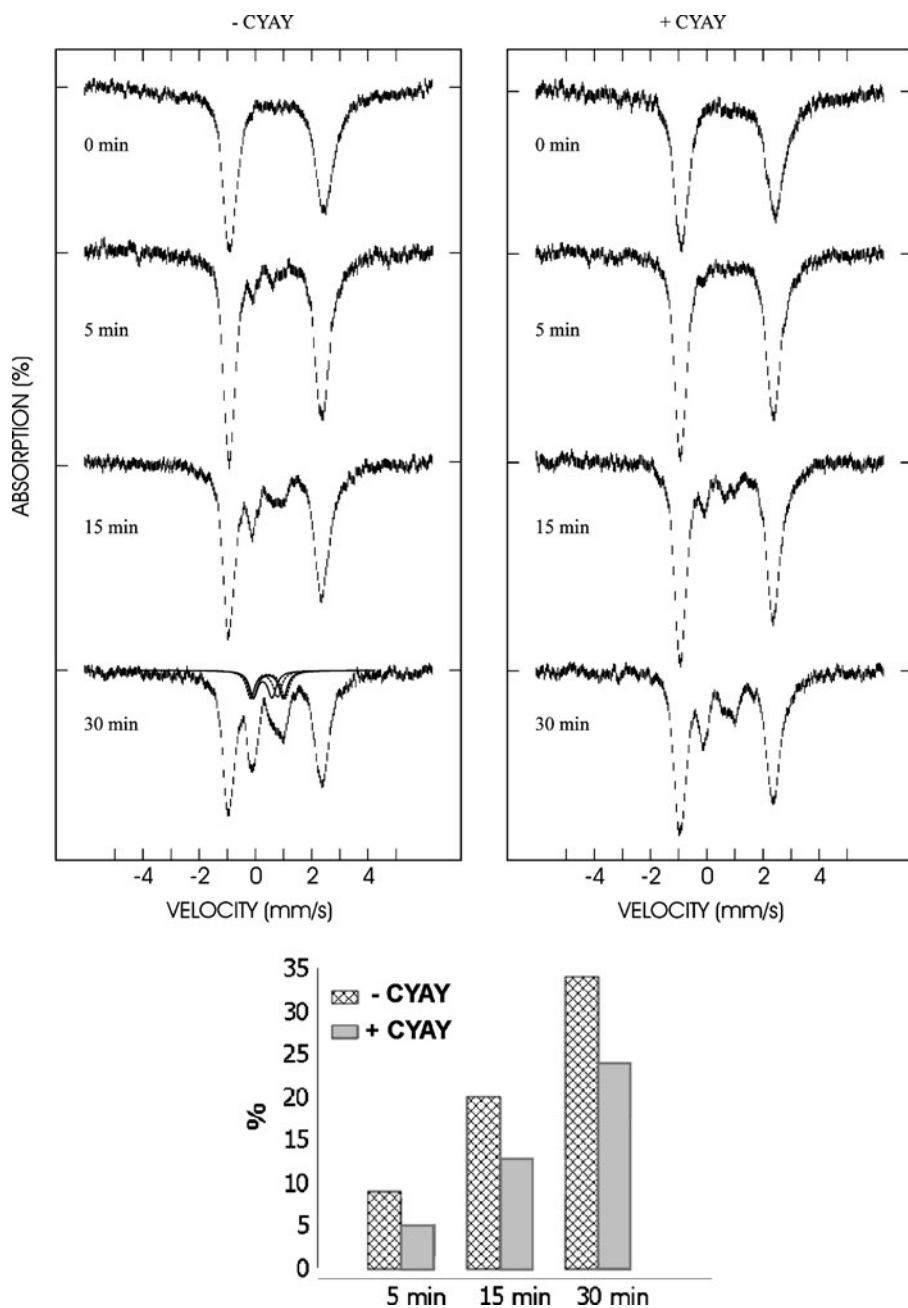 - CYAY
+ CYAY
ABSORPTION (%)
0 min
5 min
15 min
30 min
-4 -2 0 2 4
VELOCITY (mm/s)
0 min
5 min
15 min
30 min
-4 -2 0 2 4
VELOCITY (mm/s)
%
35
30
25
20
15
10
5
0
- CYAY
+ CYAY
5 min 15 min 30 min